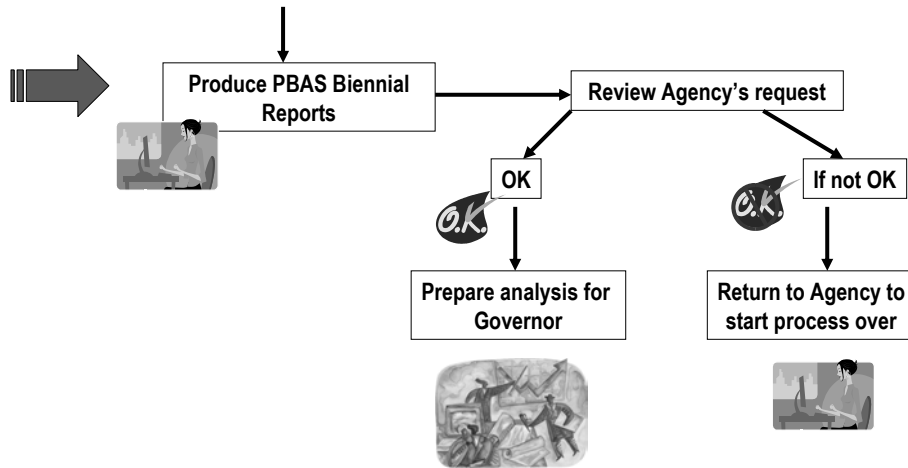 Produce PBAS Biennial
Reports
Review Agency's request
OK
If not OK
O.K.
O.K.
Prepare analysis for
Governor
Return to Agency to
start process over